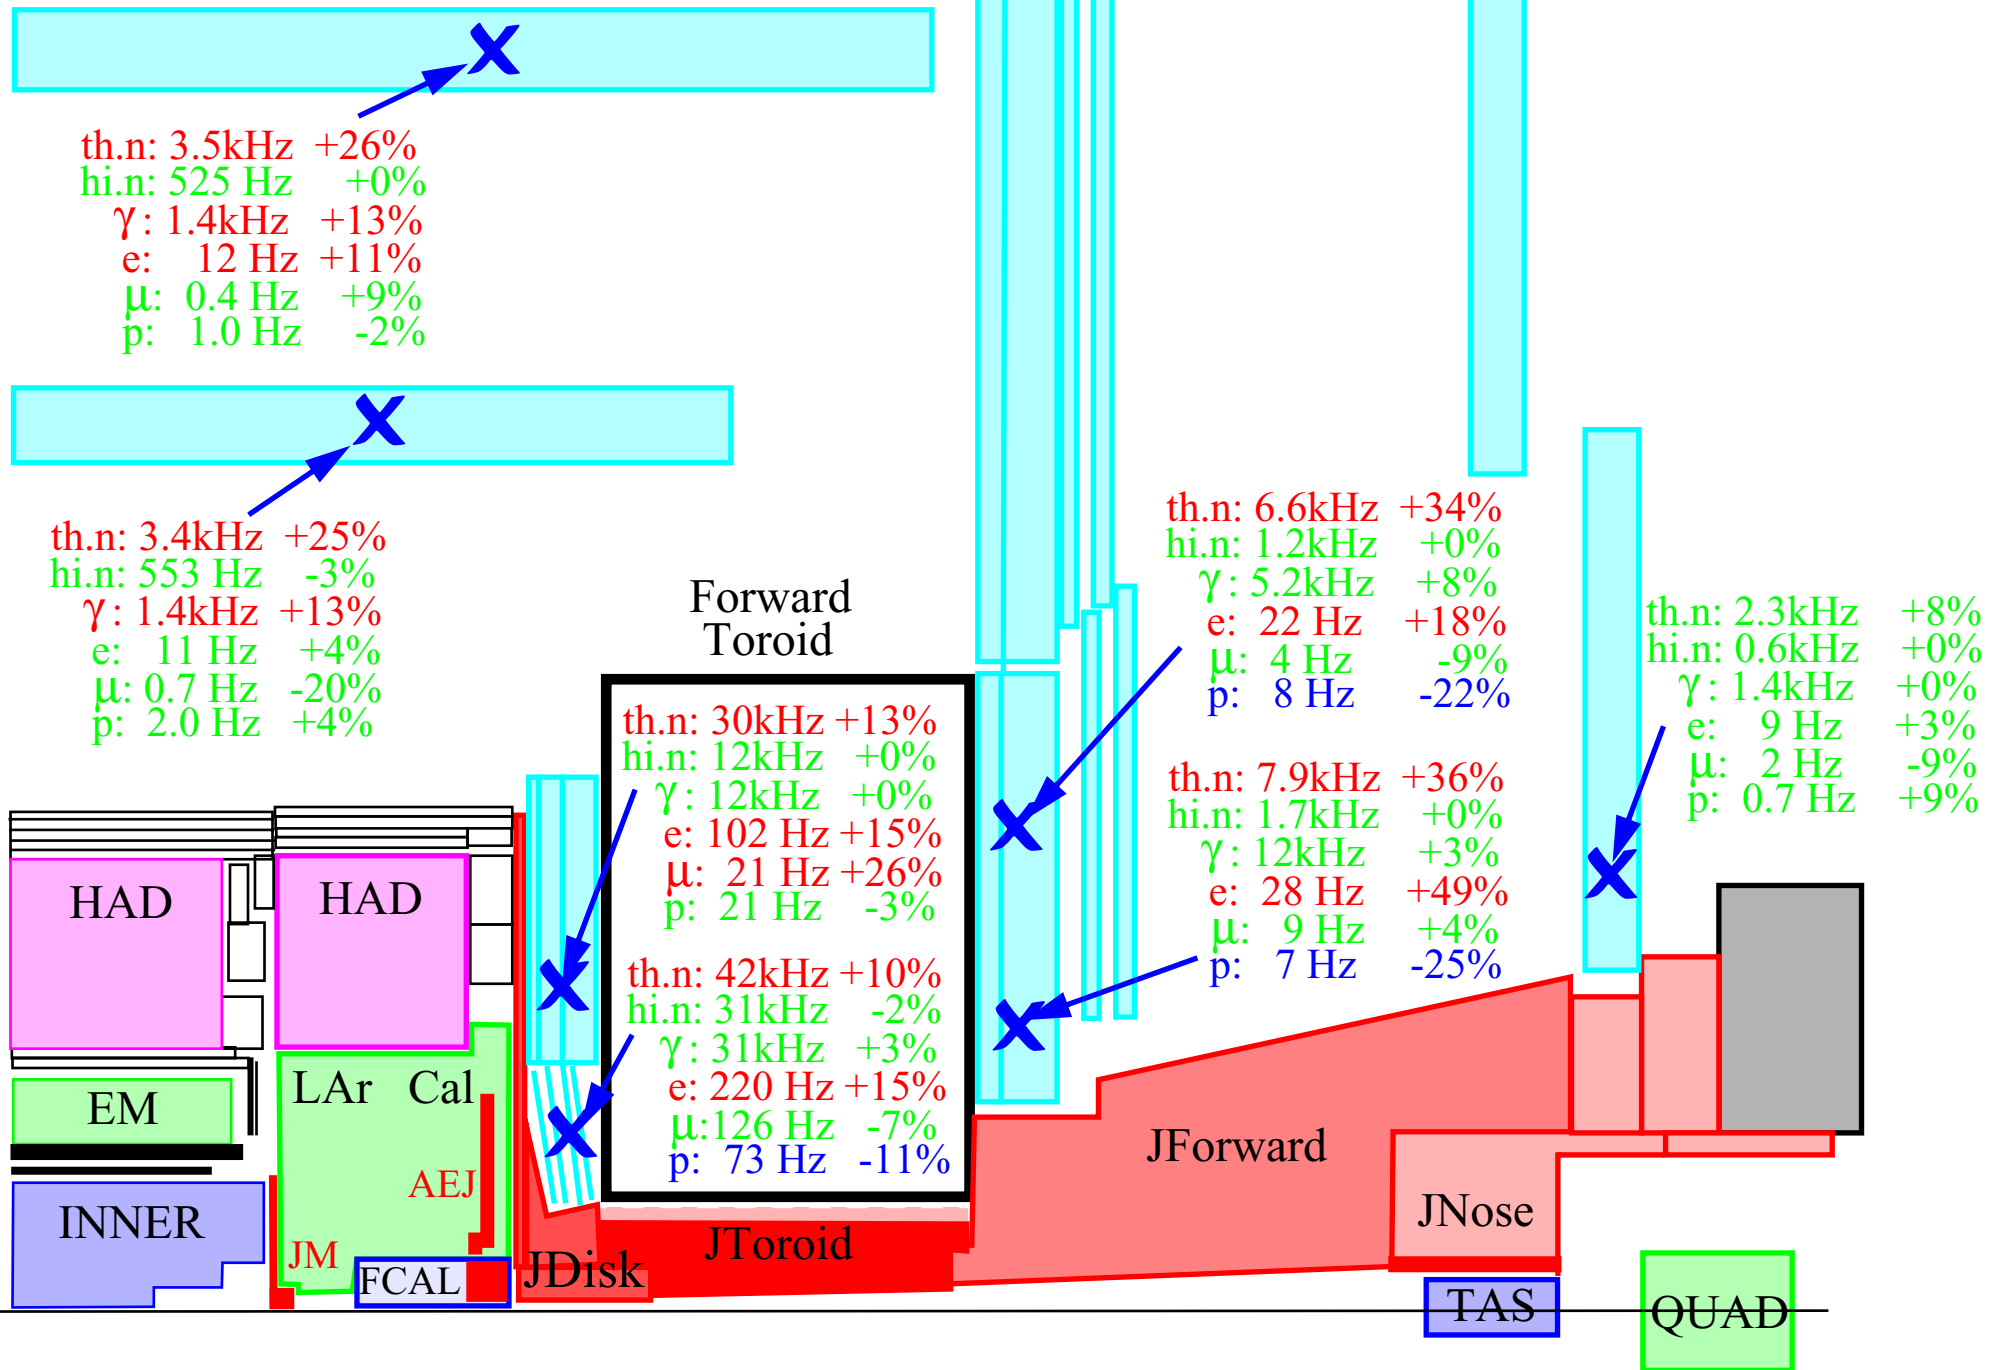 th.n: 3.5kHz +26%
hi.n: 525 Hz +0%
γ: 1.4kHz +13%
e: 12 Hz +11%
μ: 0.4 Hz +9%
p: 1.0 Hz -2%
th.n: 3.4kHz +25%
hi.n: 553 Hz -3%
γ: 1.4kHz +13%
e: 11 Hz +4%
μ: 0.7 Hz -20%
p: 2.0 Hz +4%
Forward
Toroid
th.n: 30kHz +13%
hi.n: 12kHz +0%
γ: 12kHz +0%
e: 102 Hz +15%
μ: 21 Hz +26%
p: 21 Hz -3%
th.n: 42kHz +10%
hi.n: 31kHz -2%
γ: 31kHz +3%
e: 220 Hz +15%
μ:126 Hz -7%
p: 73 Hz -11%
th.n: 6.6kHz +34%
hi.n: 1.2kHz +0%
γ: 5.2kHz +8%
e: 22 Hz +18%
μ: 4 Hz -9%
p: 8 Hz -22%
th.n: 7.9kHz +36%
hi.n: 1.7kHz +0%
γ: 12kHz +3%
e: 28 Hz +49%
μ: 9 Hz +4%
p: 7 Hz -25%
th.n: 2.3kHz +8%
hi.n: 0.6kHz +0%
γ: 1.4kHz +0%
e: 9 Hz +3%
μ: 2 Hz -9%
p: 0.7 Hz +9%
HAD
HAD
EM
LAr Cal
AEJ
INNER
JM
FCAL
JDisk
JToroid
JForward
JNose
TAS
QUAD